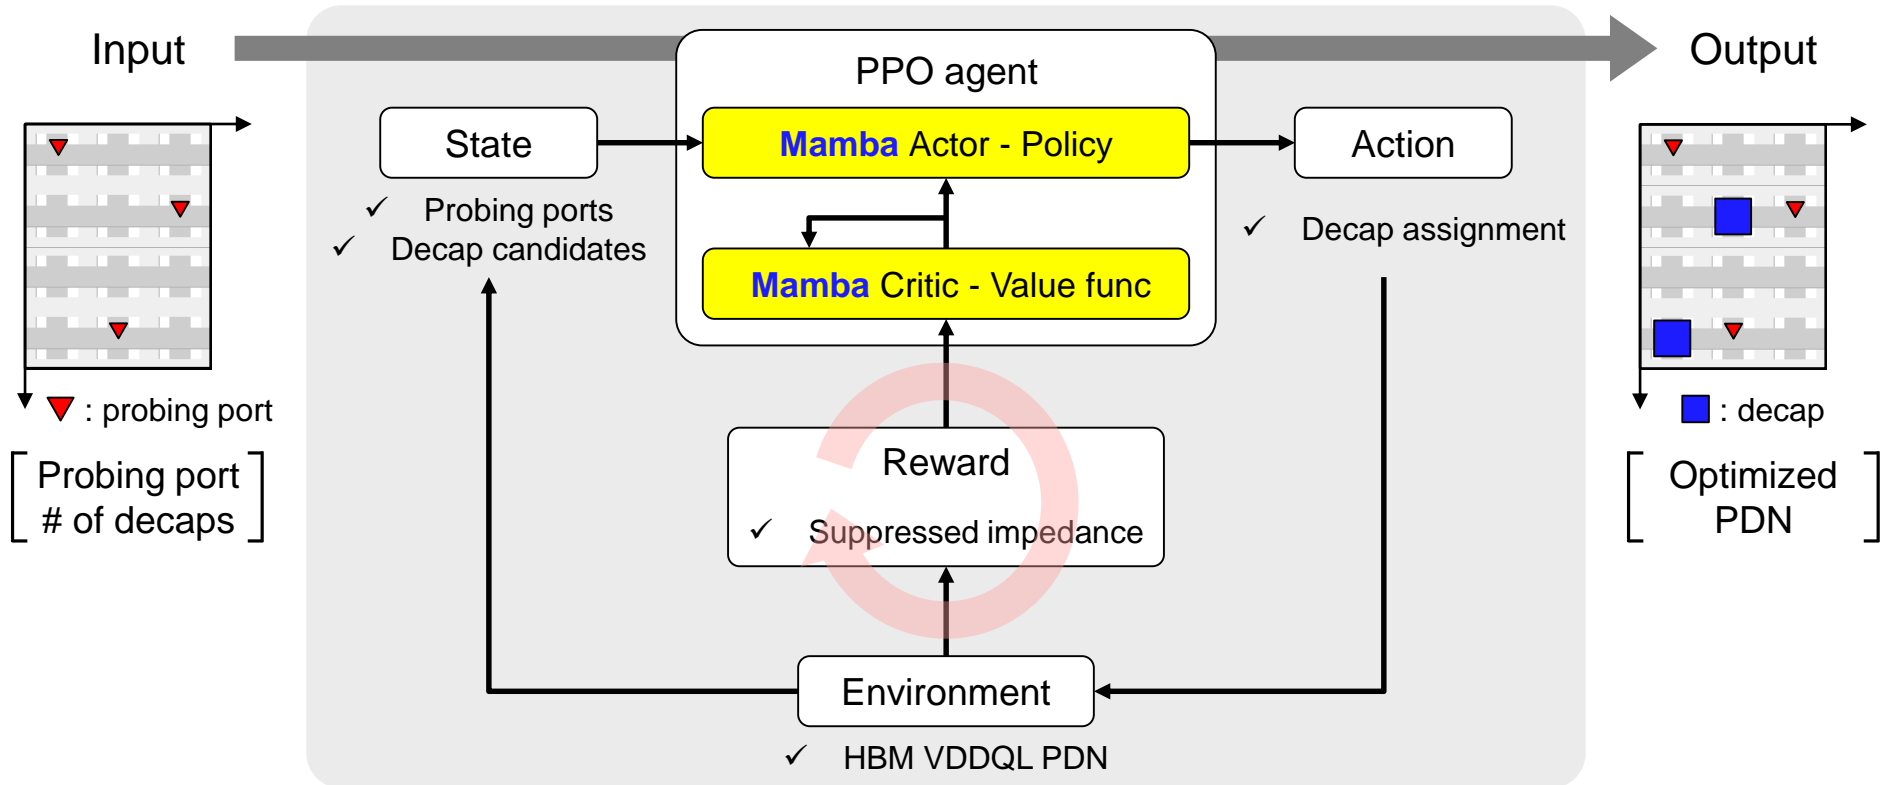 Input
Output
PPO agent
State
Mamba Actor - Policy
Action
✓ Probing ports
✓ Decap candidates
✓ Decap assignment
Mamba Critic - Value func
: probing port
: decap
Probing port
# of decaps
Reward
✓ Suppressed impedance
Optimized
PDN
Environment
✓ HBM VDDQL PDN